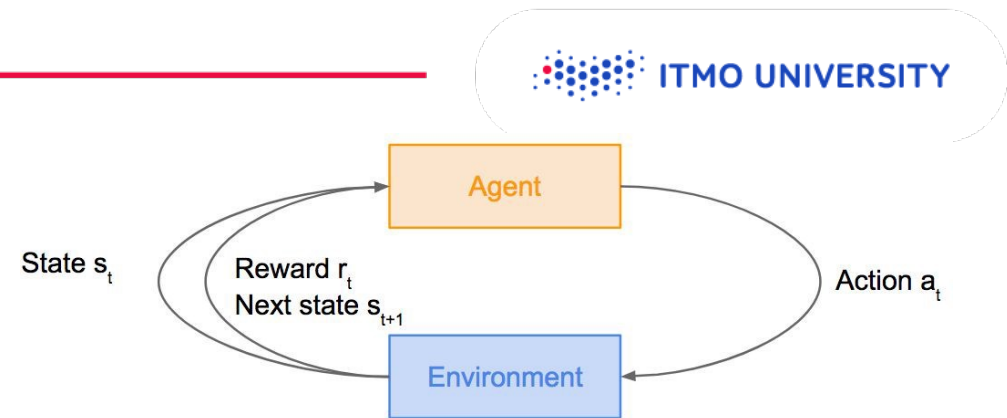 ITMO UNIVERSITY
Agent
State sₜ
Reward rₜ
Next state sₜ₊₁
Action aₜ
Environment